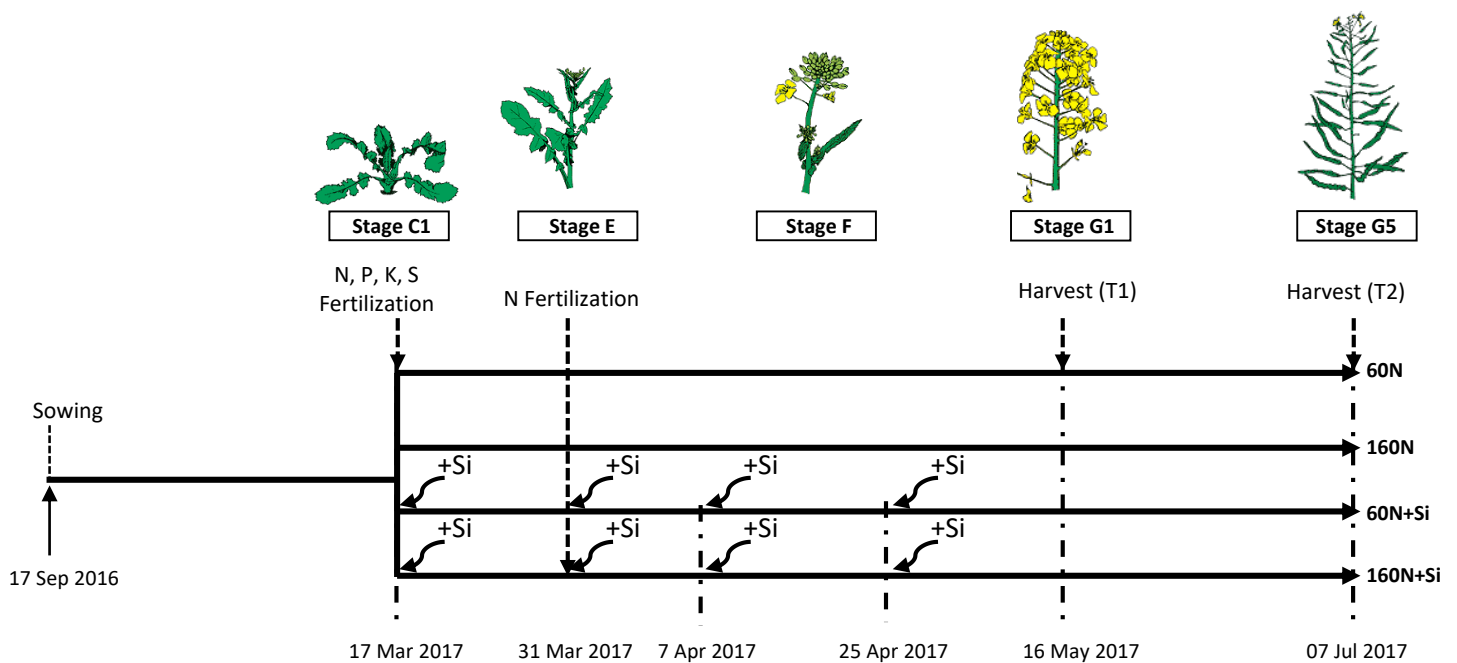 Stage C1
Stage E
Stage F
Stage G1
Stage G5
N, P, K, S
Fertilization
N Fertilization
Harvest (T1)
Harvest (T2)
60N
Sowing
160N
+Si
+Si
+Si
+Si
60N+Si
+Si
+Si
+Si
+Si
160N+Si
17 Sep 2016
17 Mar 2017
31 Mar 2017
7 Apr 2017
25 Apr 2017
16 May 2017
07 Jul 2017